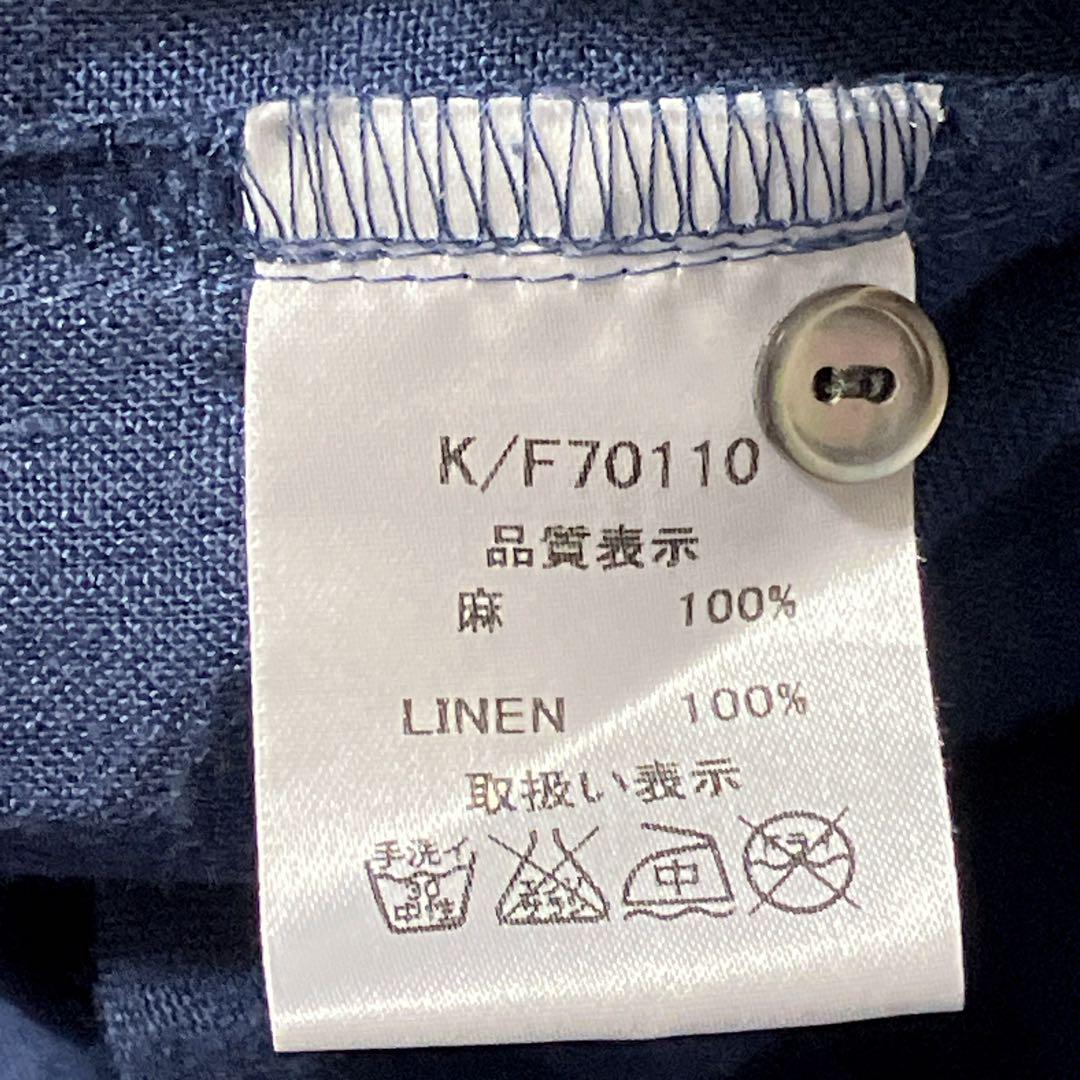 K/F70110
品質表示
麻 100%
LINEN 100%
取扱い表示
手洗イ 中
30
中性